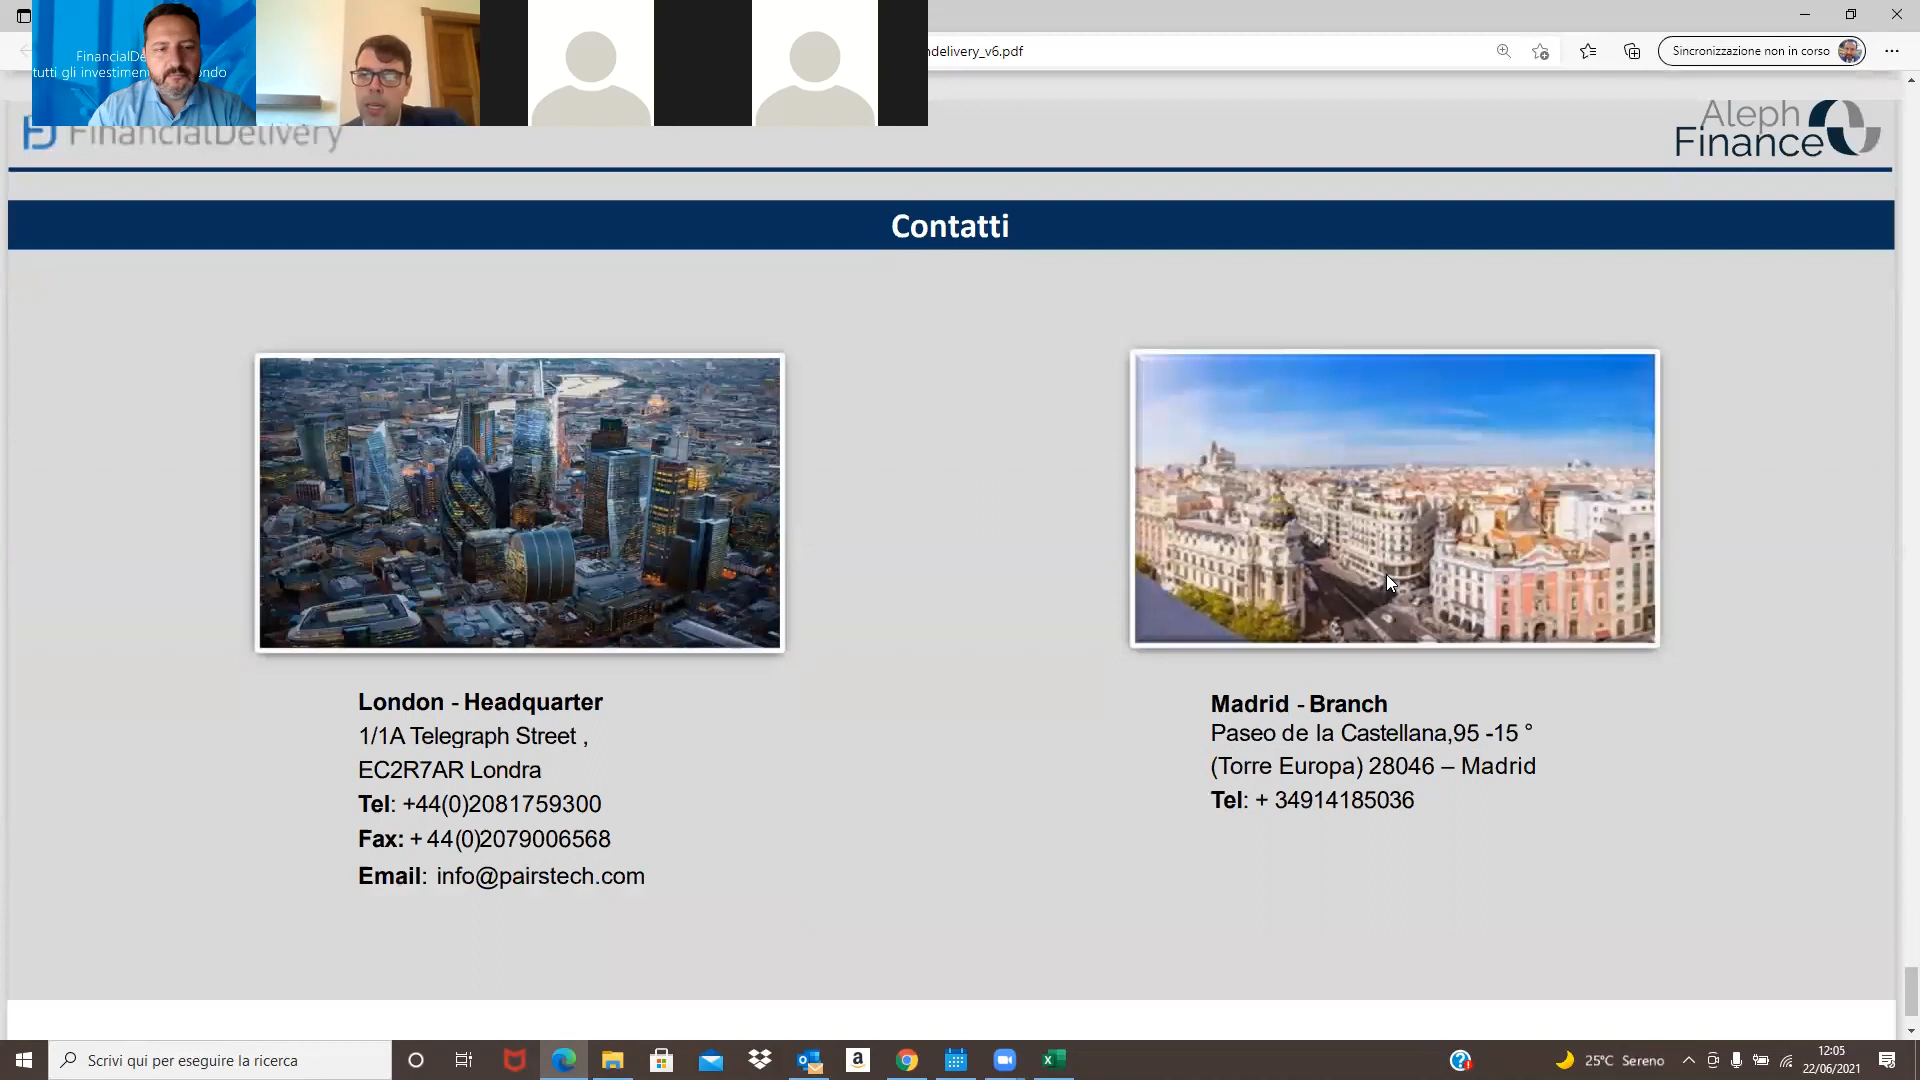 FinancialDe
tutti gli investiment ondo
ndelivery_v6.pdf
Sincronizzazione non in corso
FinancialDelivery
Aleph
Finance
Contatti
London - Headquarter
1/1A Telegraph Street ,
EC2R7AR Londra
Tel: +44(0)2081759300
Fax: + 44(0)2079006568
Email: info@pairstech.com
Madrid - Branch
Paseo de la Castellana,95 -15 °
(Torre Europa) 28046 – Madrid
Tel: + 34914185036
Scrivi qui per eseguire la ricerca
25°C Sereno
12:05
22/06/2021